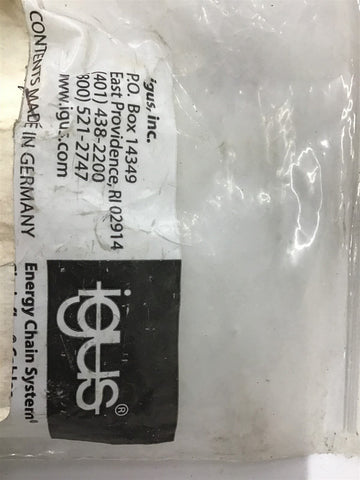 igus, inc.
P.O. Box 14349
East Providence, RI 02914
(401) 438-2200
800) 521-2747
www.igus.com
CONTENTS MADE IN GERMANY
igus®
Energy Chain System